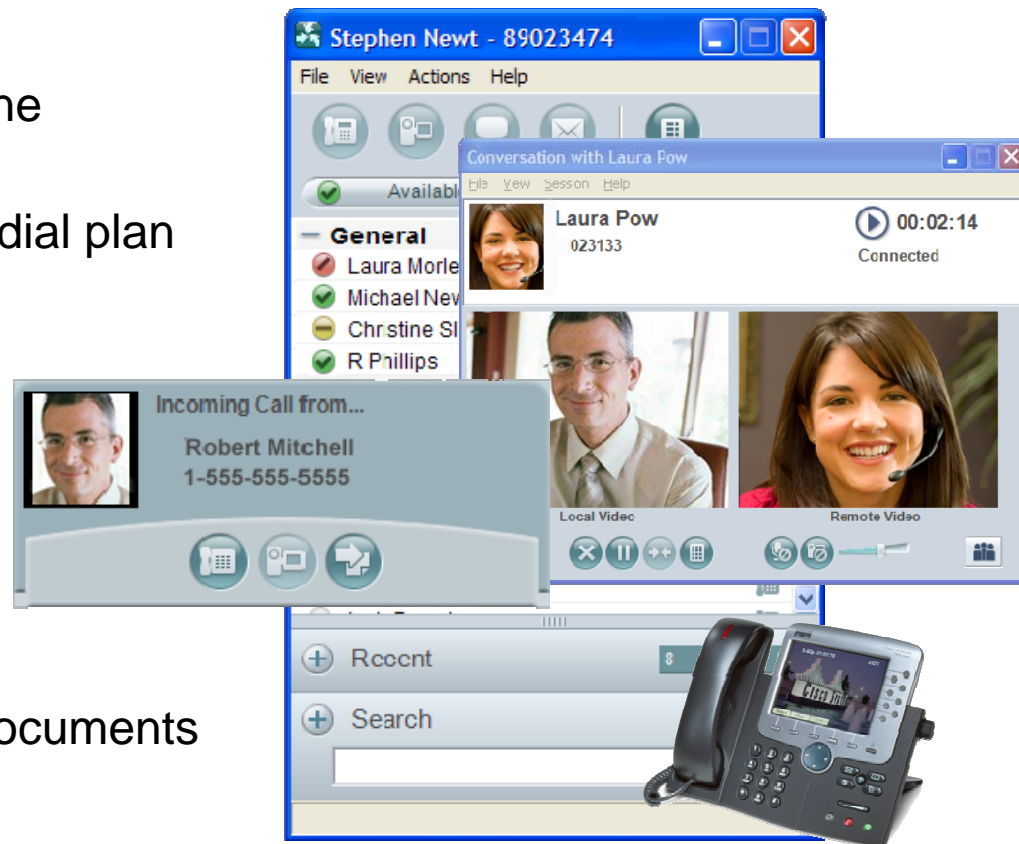 ne
dial plan
ocuments
Stephen Newt - 89023474
File View Actions Help
Availabl
General
Laura Morle
Michael New
Christine Sl
R Phillips
Conversation with Laura Pow
File View Session Help
Laura Pow
023133
00:02:14
Connected
Local Video
Remote Video
Incoming Call from...
Robert Mitchell
1-555-555-5555
Recent
8
Search